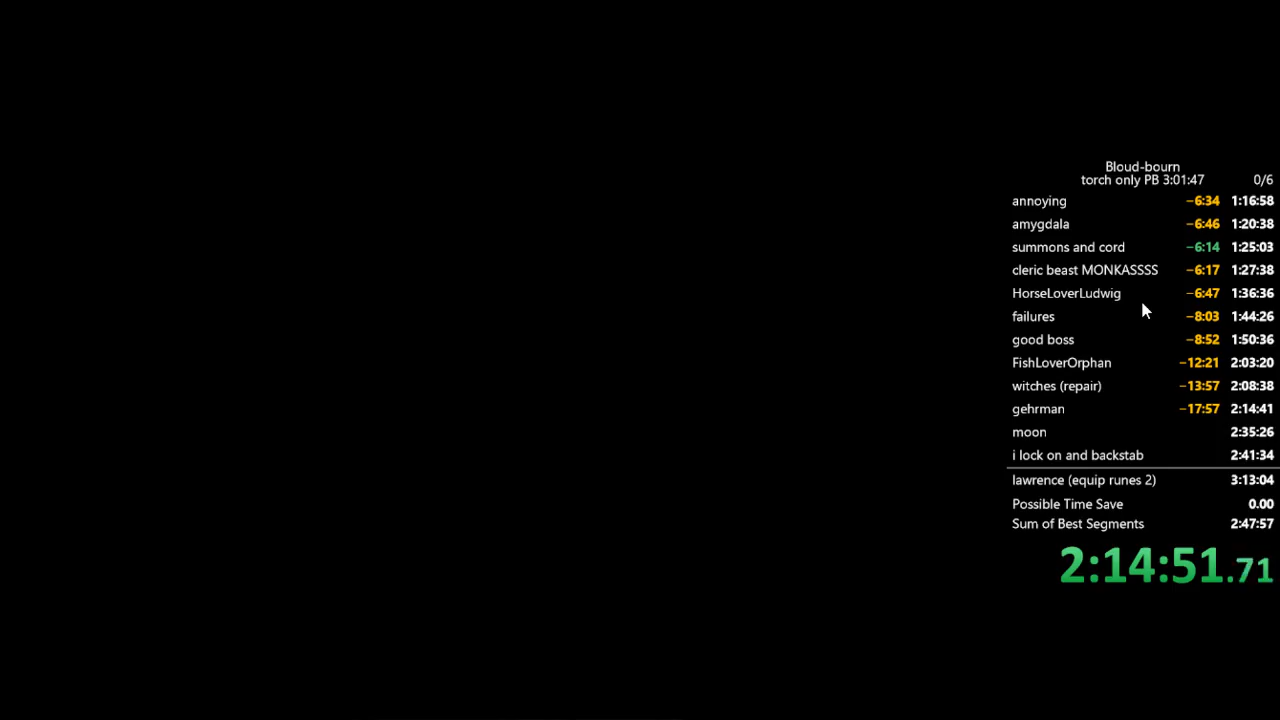 Bloud-bourn
torch only PB 3:01:47 0/6
annoying −6:34 1:16:58
amygdala −6:46 1:20:38
summons and cord −6:14 1:25:03
cleric beast MONKASSSS −6:17 1:27:38
HorseLoverLudwig −6:47 1:36:36
failures −8:03 1:44:26
good boss −8:52 1:50:36
FishLoverOrphan −12:21 2:03:20
witches (repair) −13:57 2:08:38
gehrman −17:57 2:14:41
moon 2:35:26
i lock on and backstab 2:41:34
lawrence (equip runes 2) 3:13:04
Possible Time Save 0.00
Sum of Best Segments 2:47:57
2:14:51.71